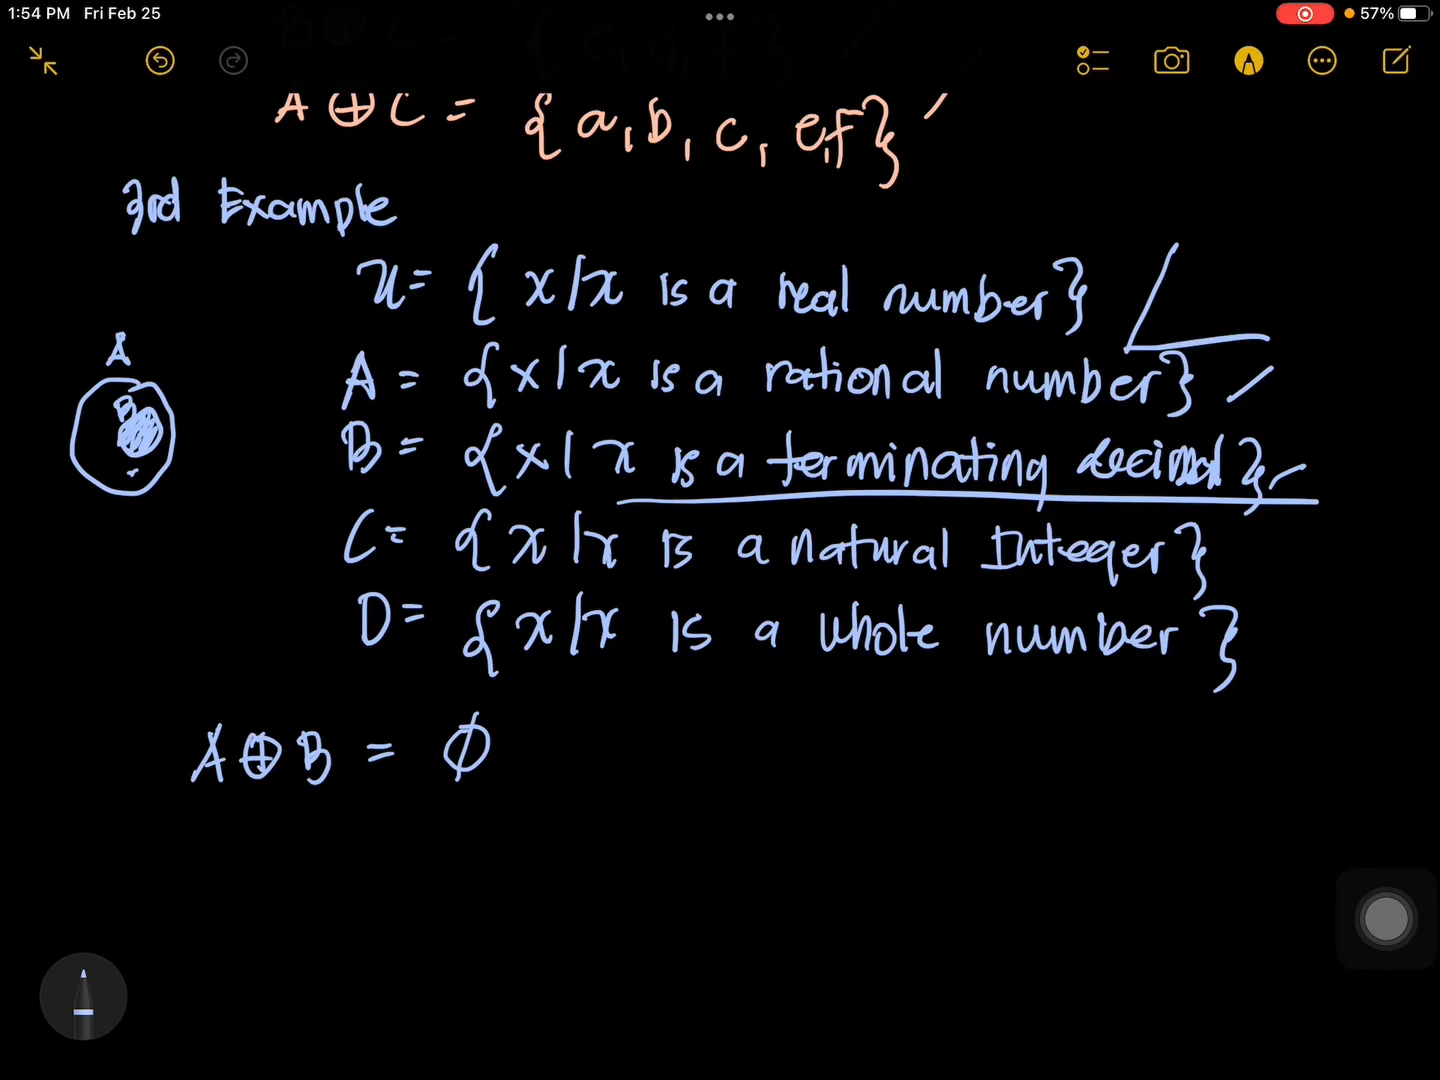 1:54 PM Fri Feb 25
57%
A ⊕ C = {a, b, c, e, f}
3rd Example
U = {x/x is a real number}
A = {x/x is a rational number}
B = {x/x is a terminating decimal}
C = {x/x is a natural Integer}
D = {x/x is a whole number}
A
B
A ⊕ B = ∅